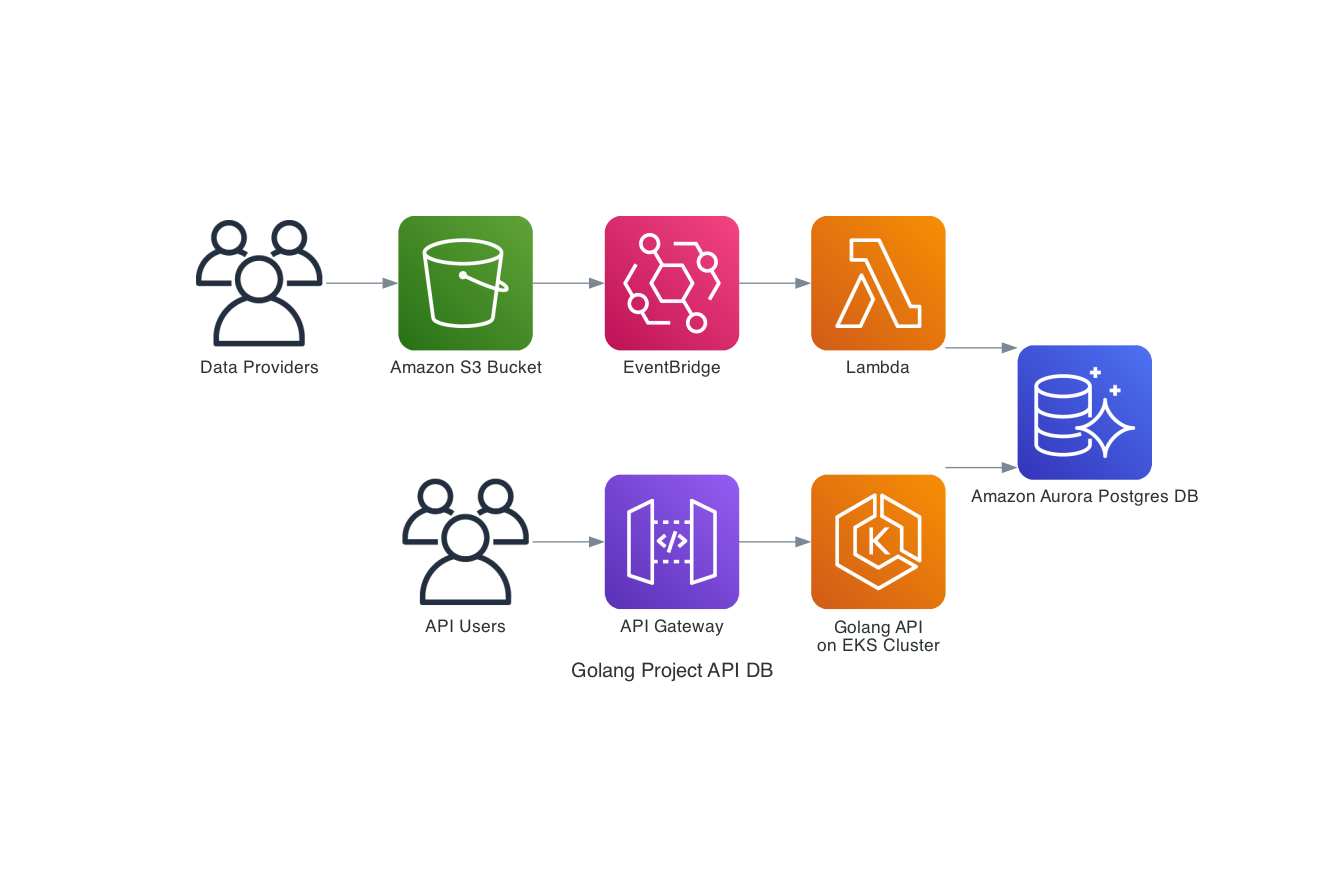 Data Providers
Amazon S3 Bucket
EventBridge
Lambda
Amazon Aurora Postgres DB
API Users
API Gateway
Golang API
on EKS Cluster
Golang Project API DB